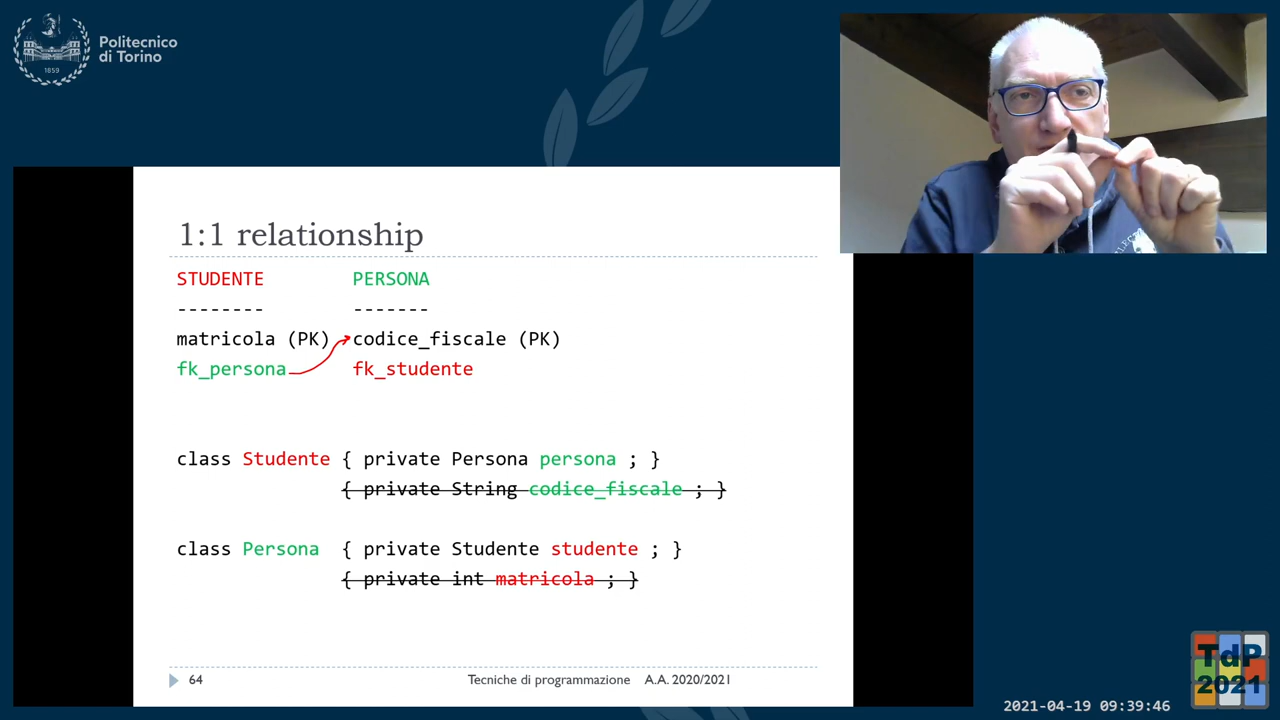 Politecnico
di Torino
1859
1:1 relationship
STUDENTE PERSONA
-------- -------
matricola (PK) codice_fiscale (PK)
fk_persona fk_studente
class Studente { private Persona persona ; }
{ private String codice_fiscale ; }
class Persona { private Studente studente ; }
{ private int matricola ; }
64 Tecniche di programmazione A.A. 2020/2021
TdP
2021
2021-04-19 09:39:46